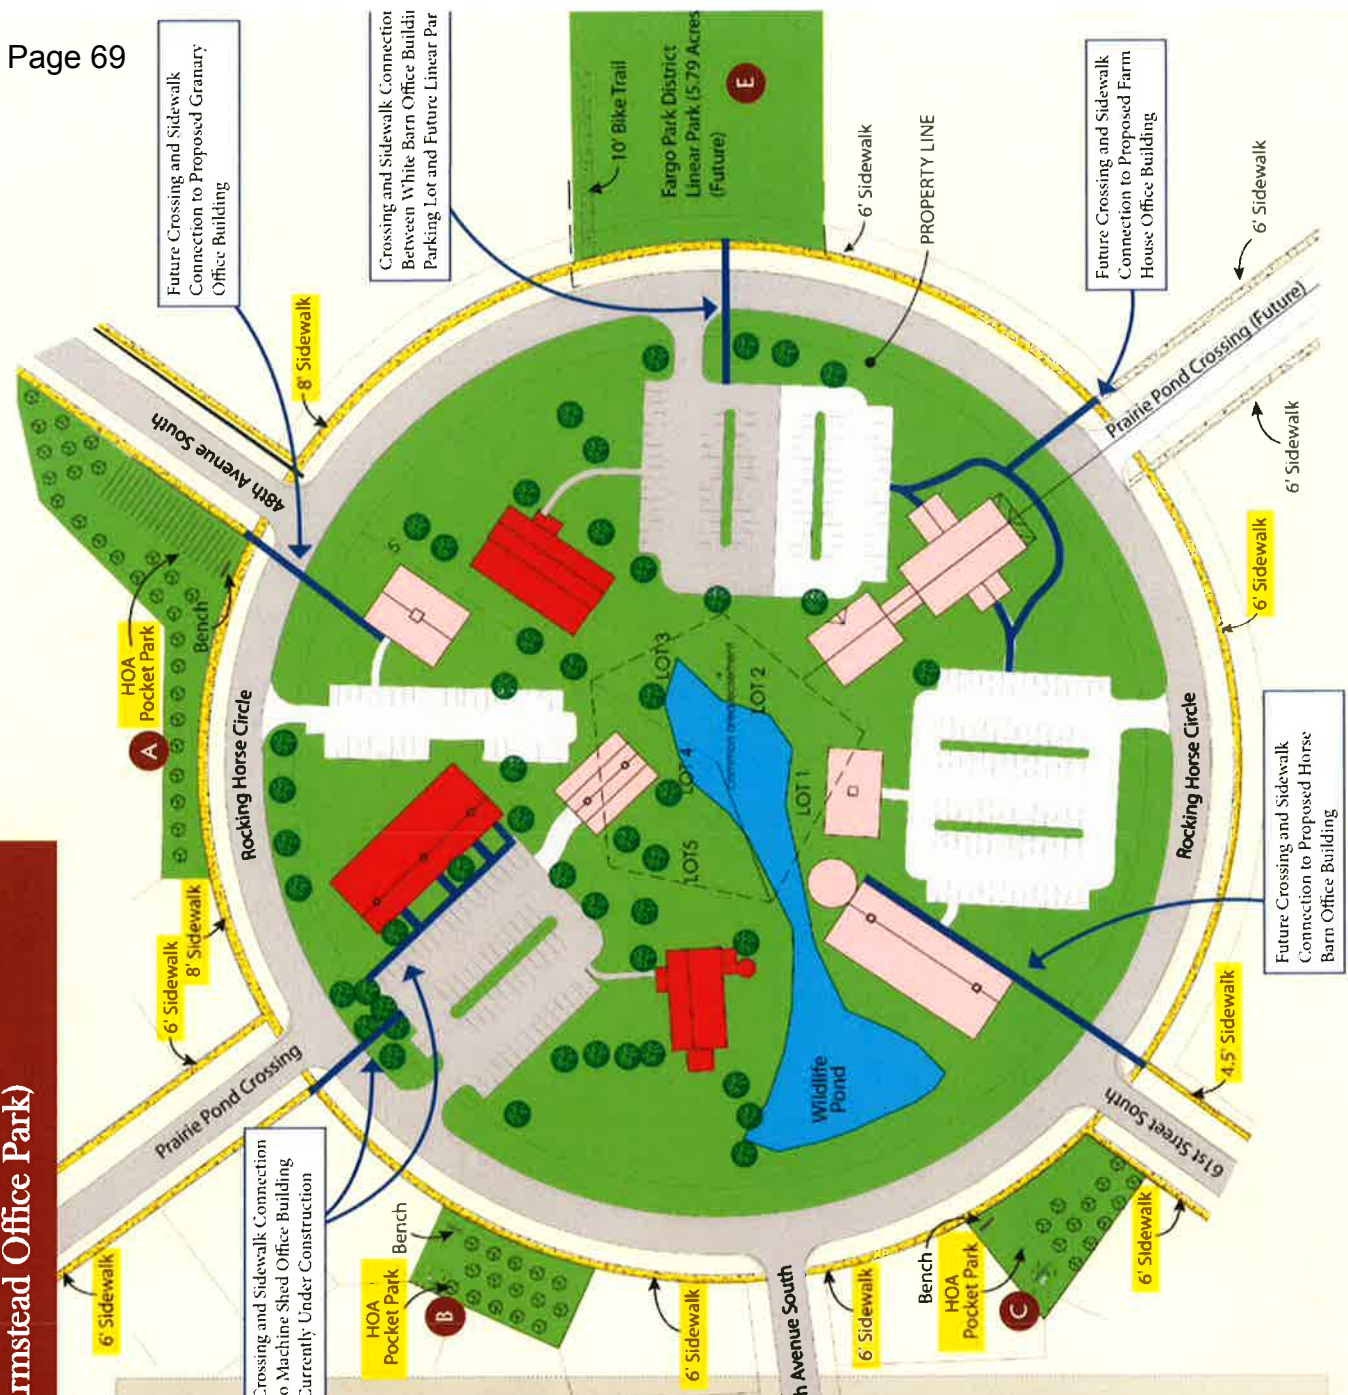 Page 69
rmstead Office Park)
Future Crossing and Sidewalk
Connection to Proposed Granary
Office Building
Crossing and Sidewalk Connection
Between White Barn Office Buildi
Parking Lot and Future Linear Par
10' Bike Trail
Fargo Park District
Linear Park (5.79 Acres
(Future)
E
6' Sidewalk
PROPERTY LINE
Future Crossing and Sidewalk
Connection to Proposed Farm
House Office Building
6' Sidewalk
Prairie Pond Crossing (Future)
6' Sidewalk
6' Sidewalk
8' Sidewalk
48th Avenue South
HOA
Pocket Park
Bench
A
Rocking Horse Circle
5'
8' Sidewalk
6' Sidewalk
Prairie Pond Crossing
6' Sidewalk
Crossing and Sidewalk Connection
o Machine Shed Office Building
Currently Under Construction
LOT 3
LOT 2
LOT 4
LOT 1
LOT5
Wildlife
Pond
Rocking Horse Circle
Future Crossing and Sidewalk
Connection to Proposed Horse
Barn Office Building
4.5' Sidewalk
61st Street South
6' Sidewalk
Bench
HOA
Pocket Park
B
6' Sidewalk
h Avenue South
6' Sidewalk
Bench
HOA
Pocket Park
C